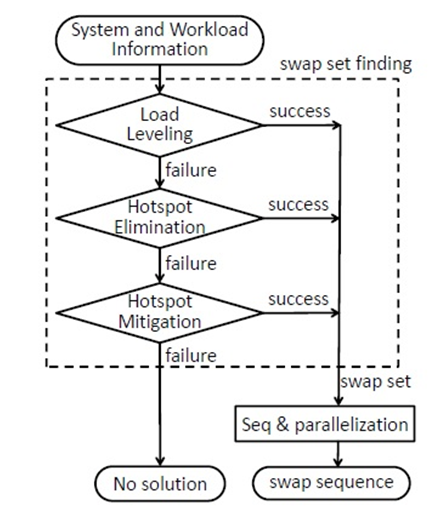 System and Workload
Information
swap set finding
Load
Leveling
success
failure
Hotspot
Elimination
success
failure
Hotspot
Mitigation
success
failure
swap set
Seq & parallelization
No solution
swap sequence